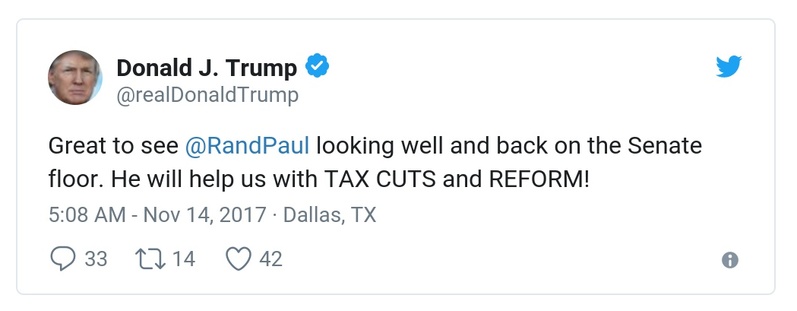 Donald J. Trump
@realDonaldTrump
Great to see @RandPaul looking well and back on the Senate
floor. He will help us with TAX CUTS and REFORM!
5:08 AM - Nov 14, 2017 · Dallas, TX
33 14 42